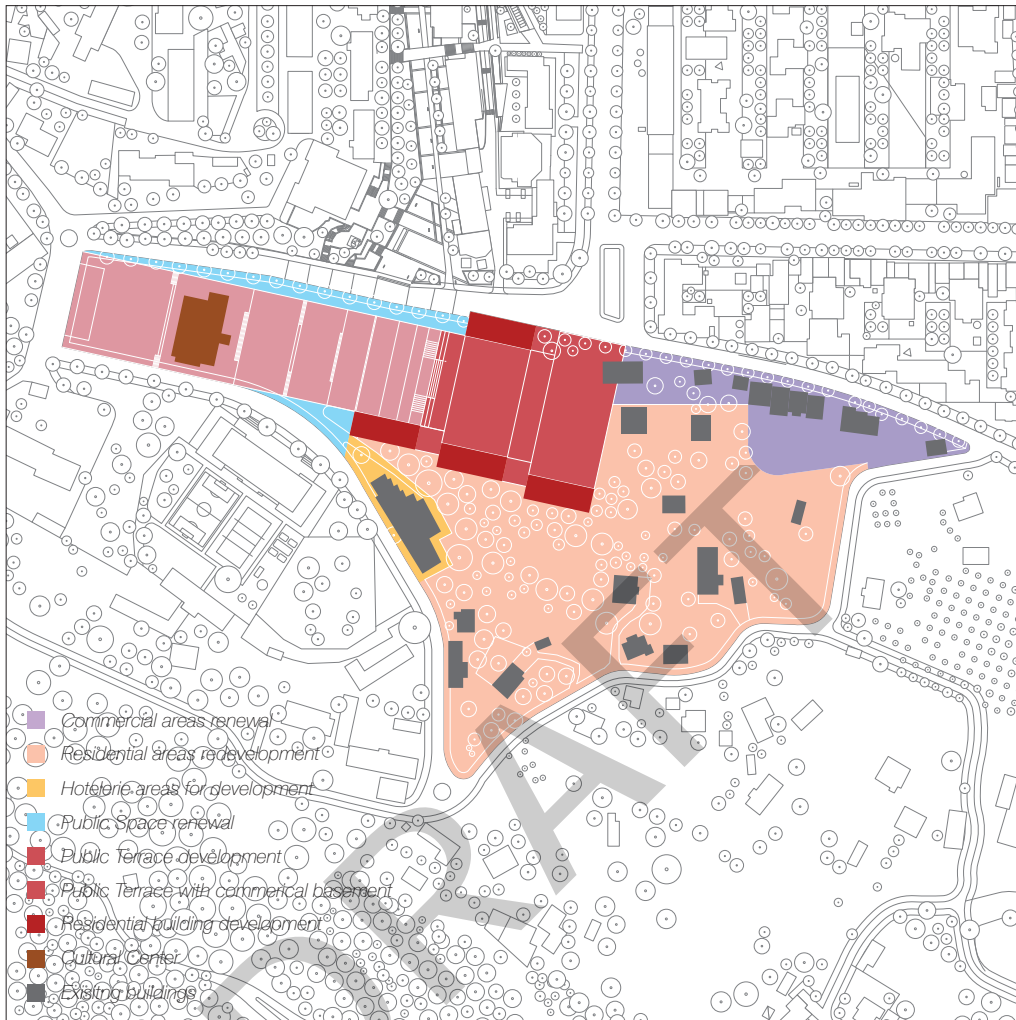 Commercial areas renewal
Residential areas redevelopment
Hotelerie areas for development
Public Space renewal
Public Terrace development
Public Terrace with commerical basement
Residential building development
Cultural Center
Exisitng buildings
DRAFT